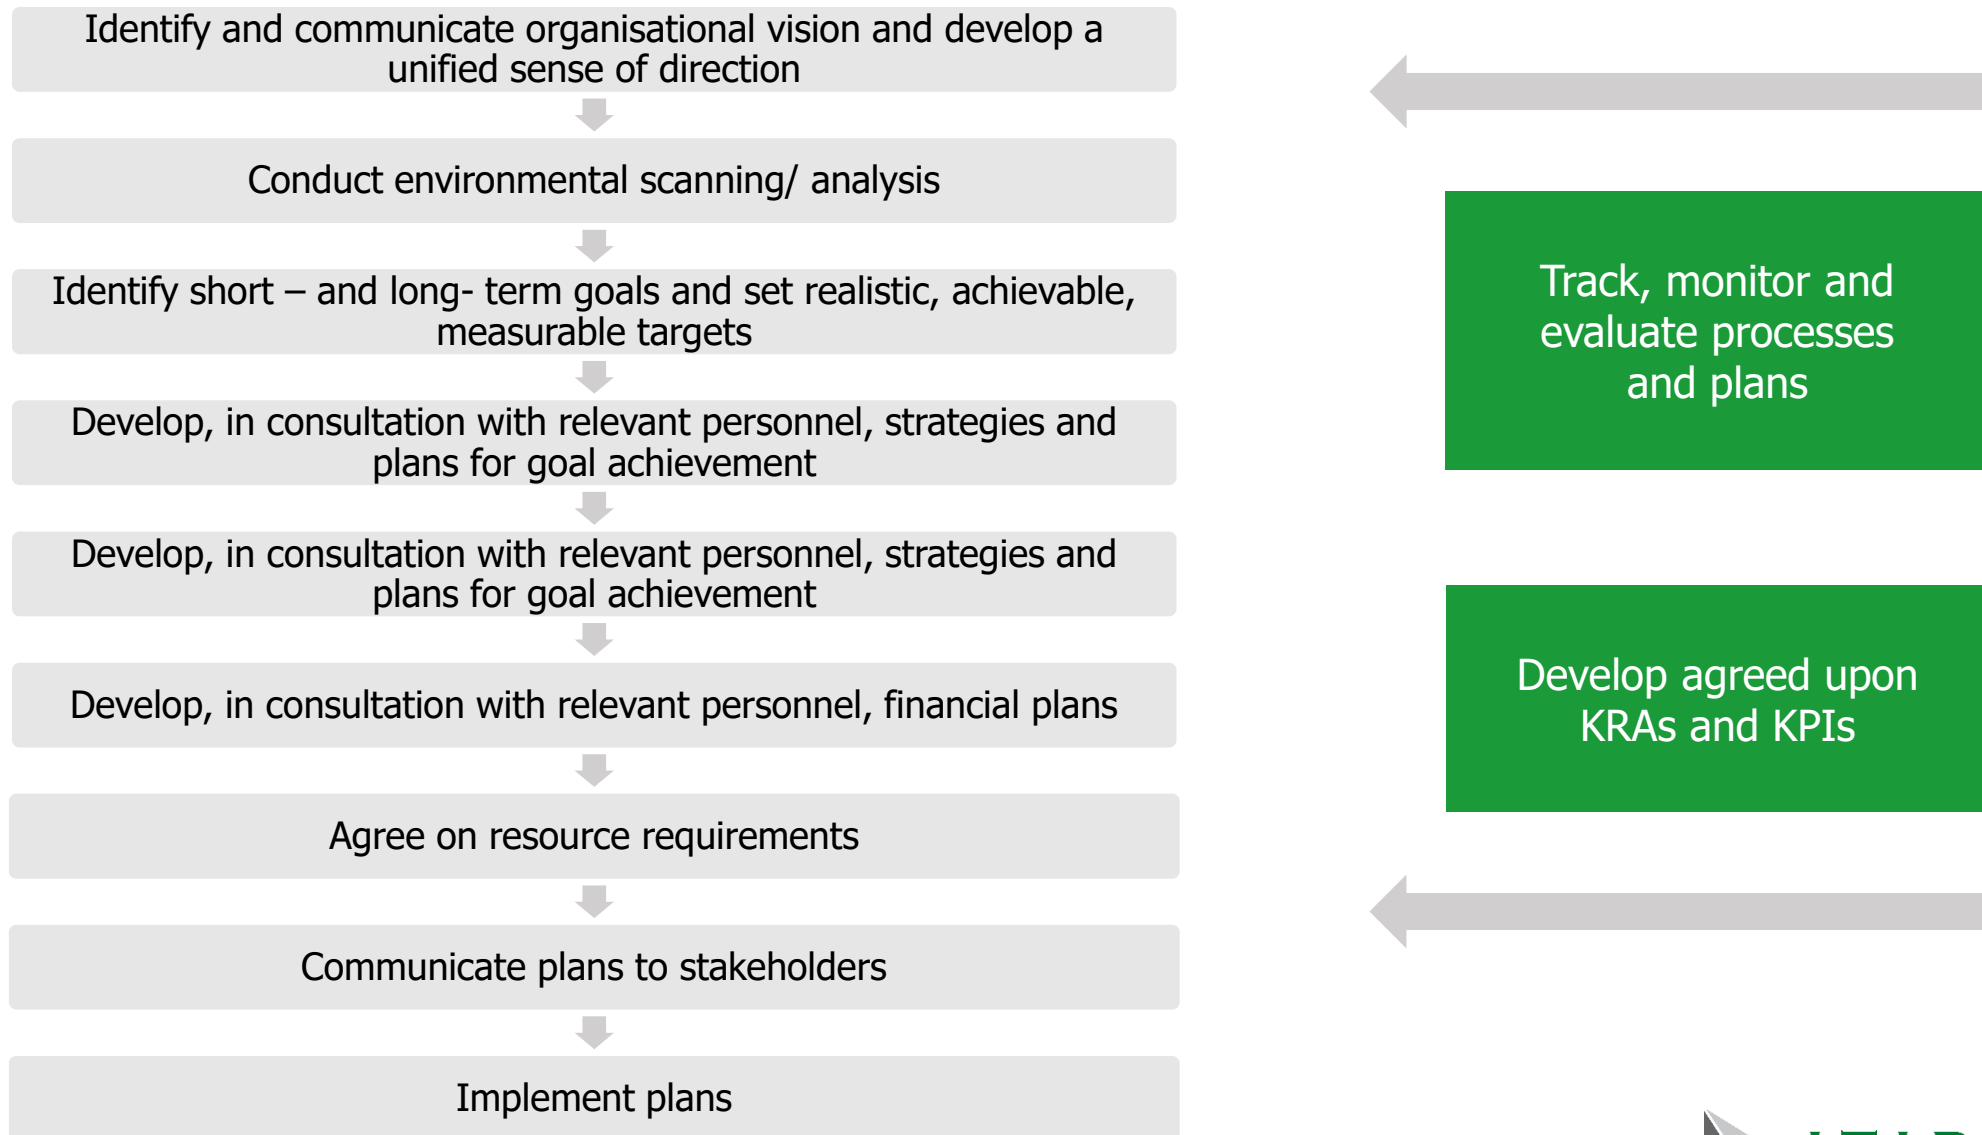 Identify and communicate organisational vision and develop a
unified sense of direction
Conduct environmental scanning/ analysis
Identify short – and long- term goals and set realistic, achievable,
measurable targets
Develop, in consultation with relevant personnel, strategies and
plans for goal achievement
Develop, in consultation with relevant personnel, strategies and
plans for goal achievement
Develop, in consultation with relevant personnel, financial plans
Agree on resource requirements
Communicate plans to stakeholders
Implement plans
Track, monitor and
evaluate processes
and plans
Develop agreed upon
KRAs and KPIs